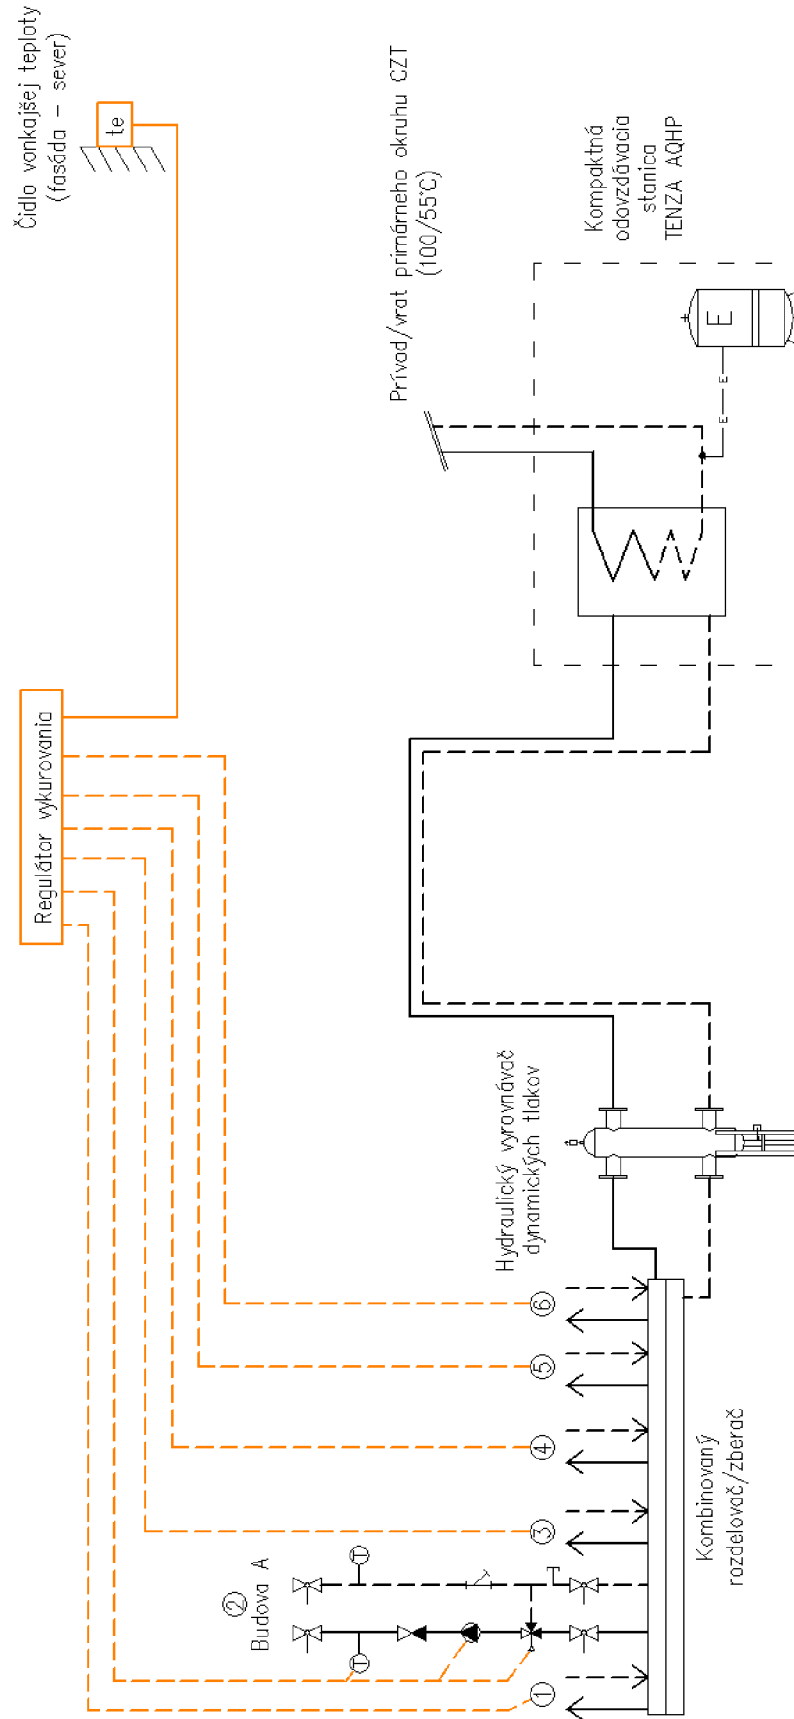 Čidlo vonkajšej teploty
(fasáda – sever)
te
Regulátor vykurovania
Prívod/vrat primárneho okruhu CZT
(100/55°C)
Kompaktná
odovzdávacia
stanica
TENZA AQHP
E
E
E
Hydraulický vyrovnávač
dynamických tlakov
1
2
Budova A
T
T
3
4
5
6
Kombinovaný
rozdelovač/zberač